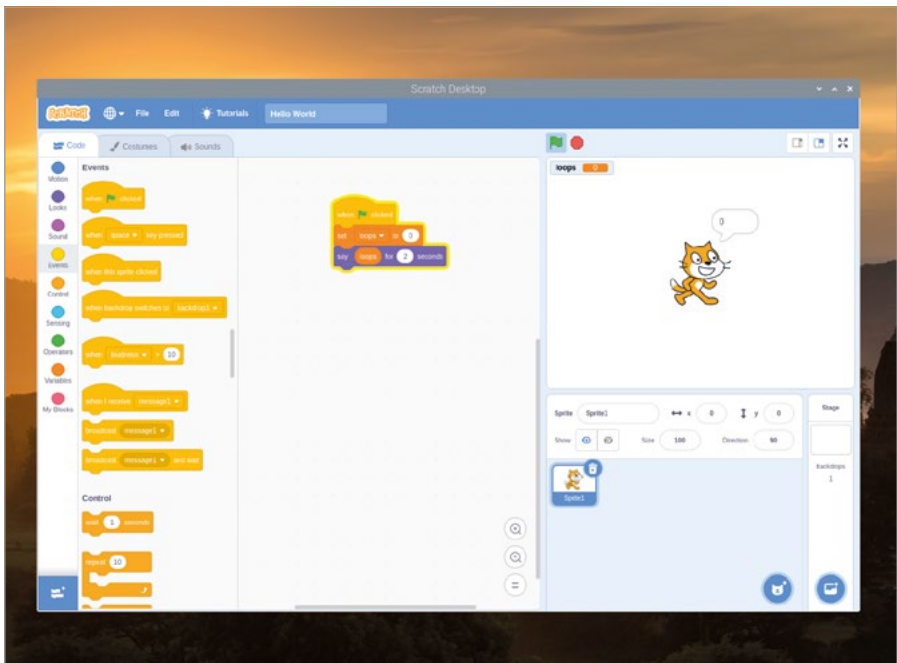 Scratch Desktop
SCRATCH File Edit Tutorials Hello World
Code Costumes Sounds
Motion
Looks
Sound
Events
Control
Sensing
Operators
Variables
My Blocks
Events
when clicked
when space key pressed
when this sprite clicked
when backdrop switches to backdrop1
when loudness > 10
when I receive message1
broadcast message1
broadcast message1 and wait
Control
wait 1 seconds
repeat 10
when clicked
set loops to 0
say loops for 2 seconds
loops 0
0
Sprite Sprite1 x 0 y 0
Show Size 100 Direction 90
Sprite1
Stage
Backdrops
1